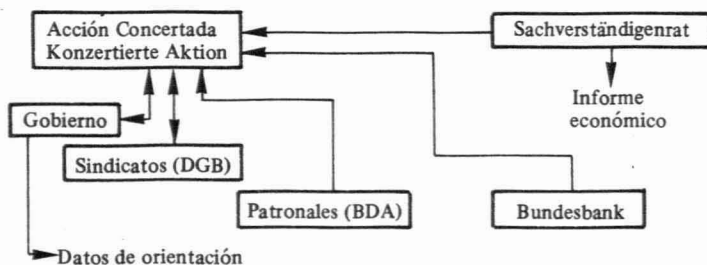 Acción Concertada
Konzertierte Aktion
Sachverständigenrat
Informe
económico
Gobierno
Sindicatos (DGB)
Patronales (BDA)
Bundesbank
Datos de orientación